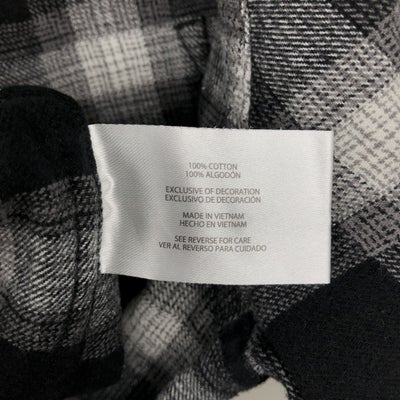 100% COTTON
100% ALGODÓN
EXCLUSIVE OF DECORATION
EXCLUSIVO DE DECORACIÓN
MADE IN VIETNAM
HECHO EN VIETNAM
SEE REVERSE FOR CARE
VER AL REVERSO PARA CUIDADO